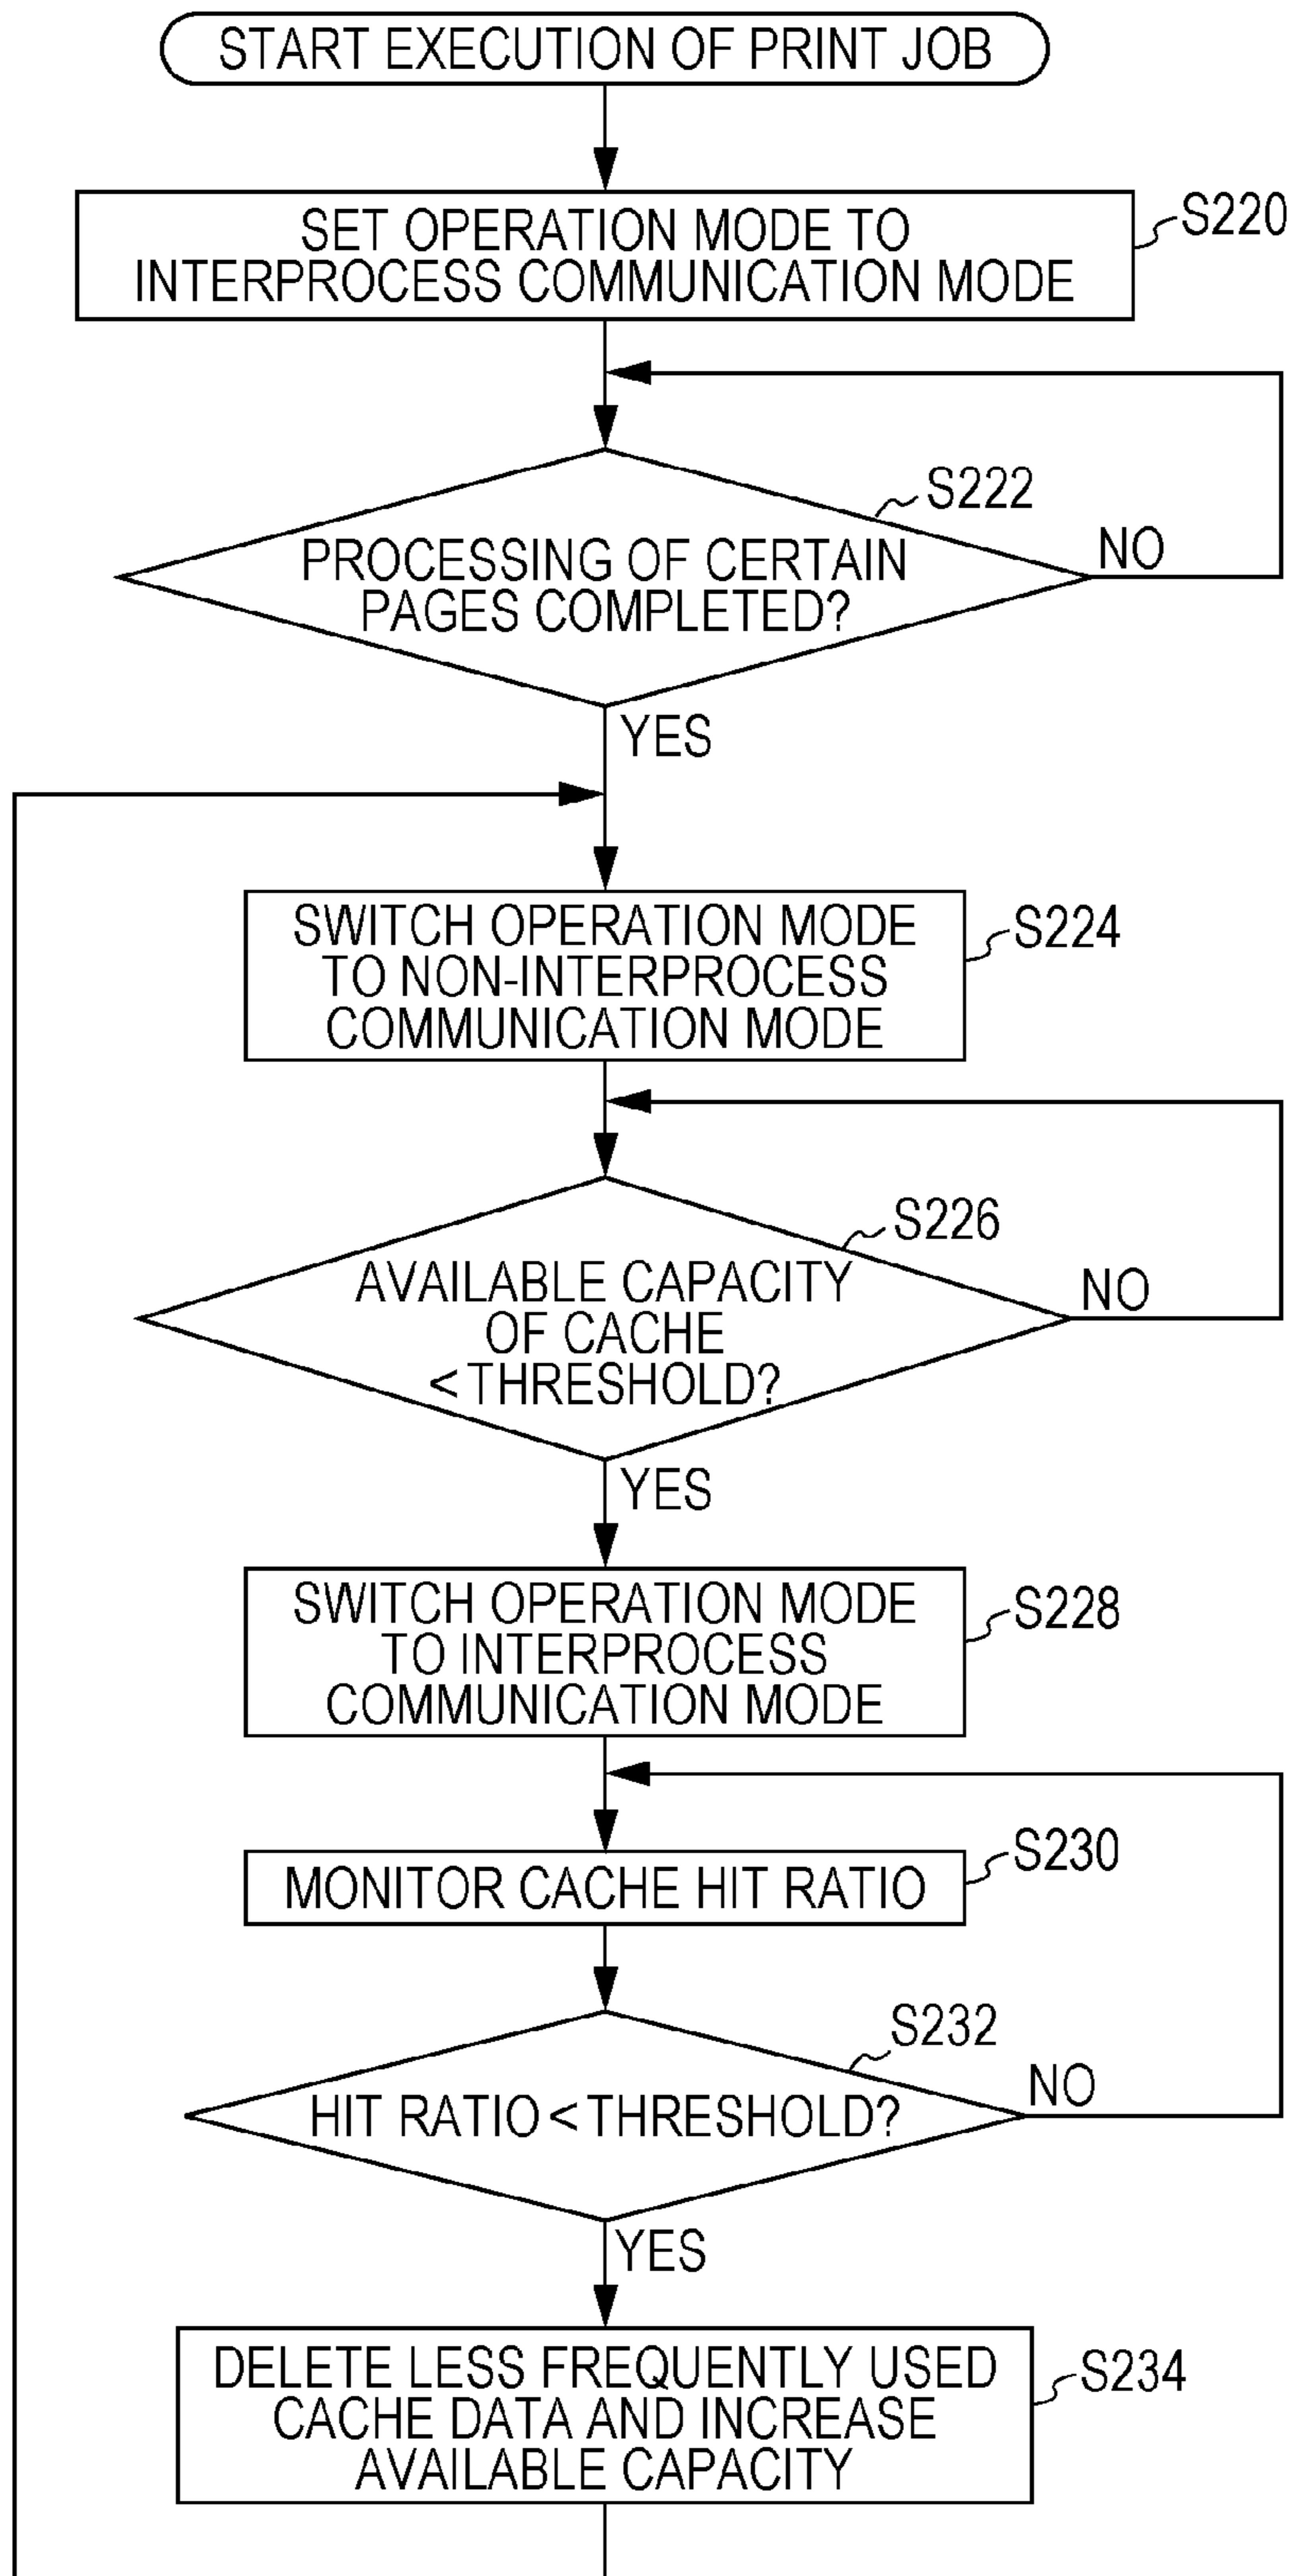 START EXECUTION OF PRINT JOB
SET OPERATION MODE TO
INTERPROCESS COMMUNICATION MODE
S220
S222
PROCESSING OF CERTAIN
PAGES COMPLETED?
NO
YES
SWITCH OPERATION MODE
TO NON-INTERPROCESS
COMMUNICATION MODE
S224
S226
AVAILABLE CAPACITY
OF CACHE
< THRESHOLD?
NO
YES
SWITCH OPERATION MODE
TO INTERPROCESS
COMMUNICATION MODE
S228
MONITOR CACHE HIT RATIO
S230
S232
HIT RATIO < THRESHOLD?
NO
YES
DELETE LESS FREQUENTLY USED
CACHE DATA AND INCREASE
AVAILABLE CAPACITY
S234